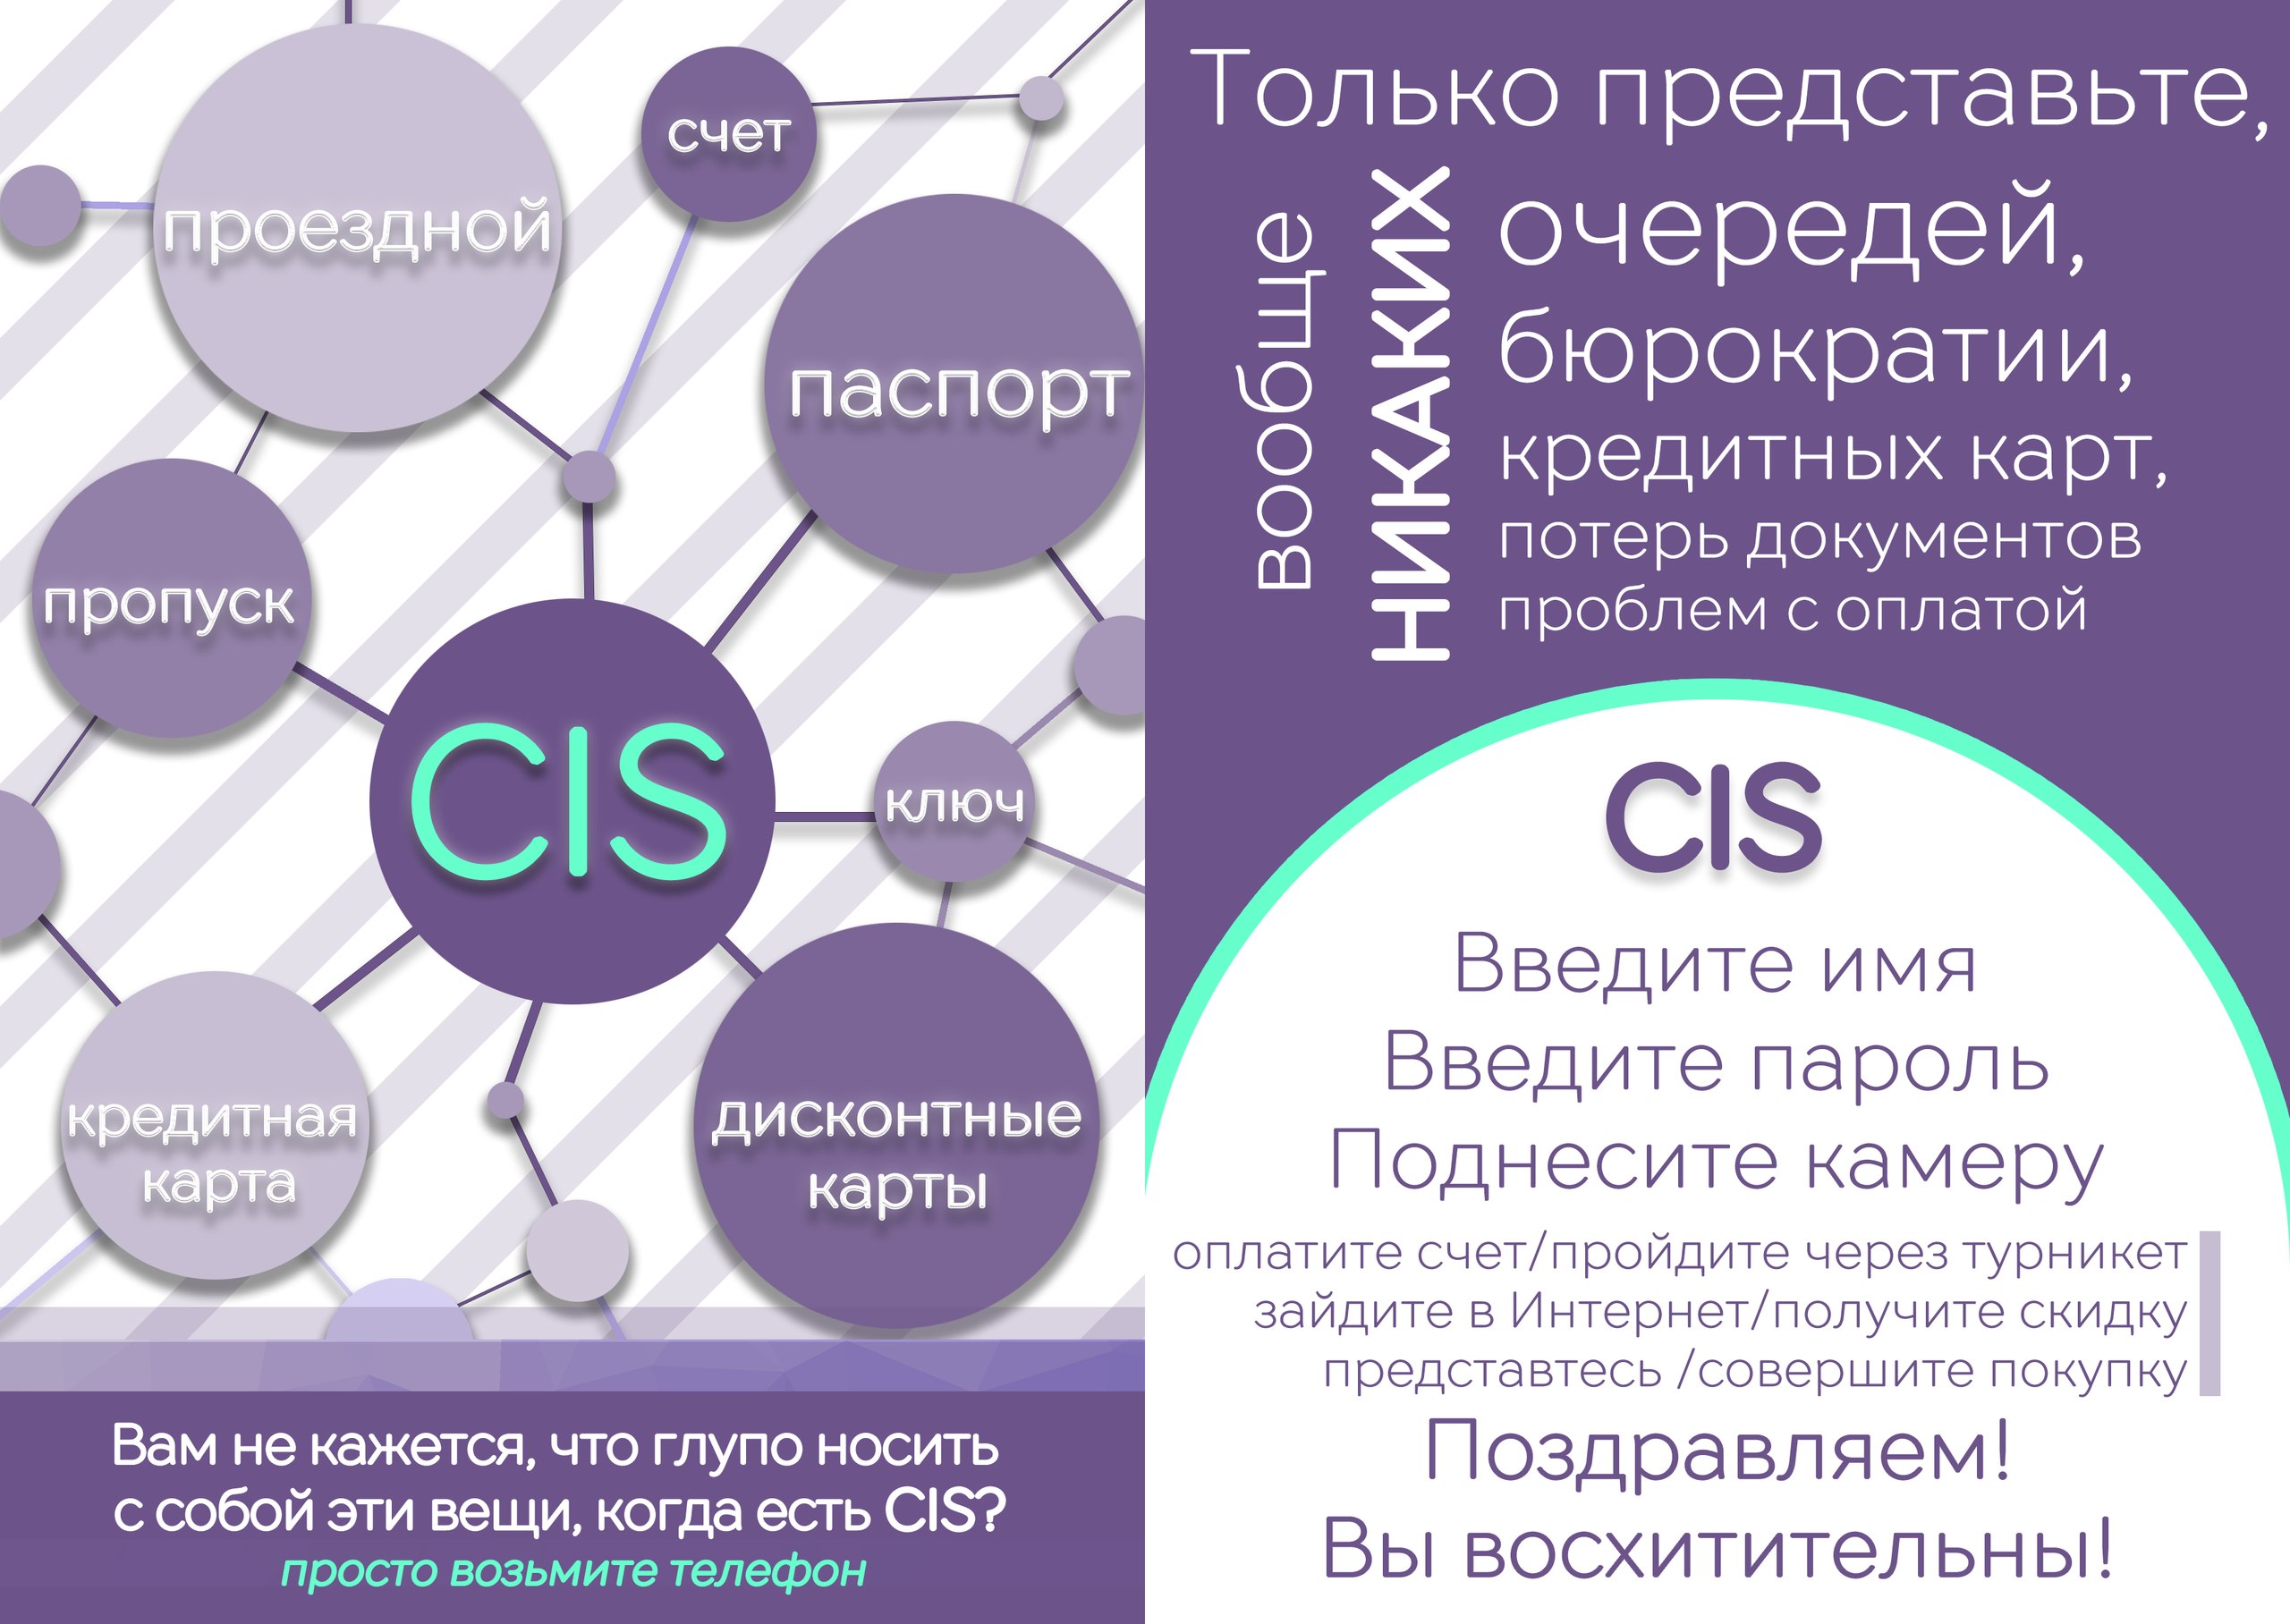 проездной
счет
паспорт
пропуск
CIS
ключ
кредитная
карта
дисконтные
карты
Вам не кажется, что глупо носить
с собой эти вещи, когда есть CIS?
просто возьмите телефон
Только представьте,
вообще
НИКАКИХ
очередей,
бюрократии,
кредитных карт,
потерь документов
проблем с оплатой
CIS
Введите имя
Введите пароль
Поднесите камеру
оплатите счет/пройдите через турникет
зайдите в Интернет/получите скидку
представтесь /совершите покупку
Поздравляем!
Вы восхитительны!